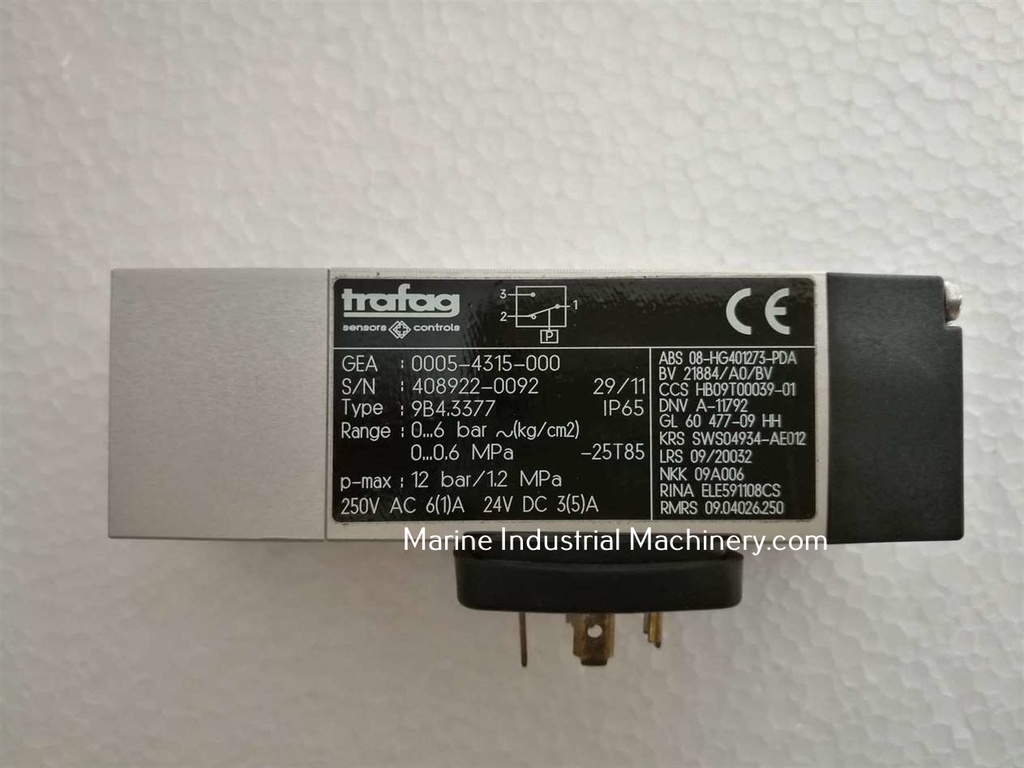 trafag
sensors controls
3
2
1
P
CE
GEA : 0005-4315-000
S/N : 408922-0092 29/11
Type : 9B4.3377 IP65
Range : 0...6 bar ~(kg/cm2)
0...0.6 MPa -25T85
p-max : 12 bar/1.2 MPa
250V AC 6(1)A 24V DC 3(5)A
ABS 08-HG401273-PDA
BV 21884/A0/BV
CCS HB09T00039-01
DNV A-11792
GL 60 477-09 HH
KRS SWS04934-AE012
LRS 09/20032
NKK 09A006
RINA ELE591108CS
RMRS 09.04026.250
Marine Industrial Machinery.com